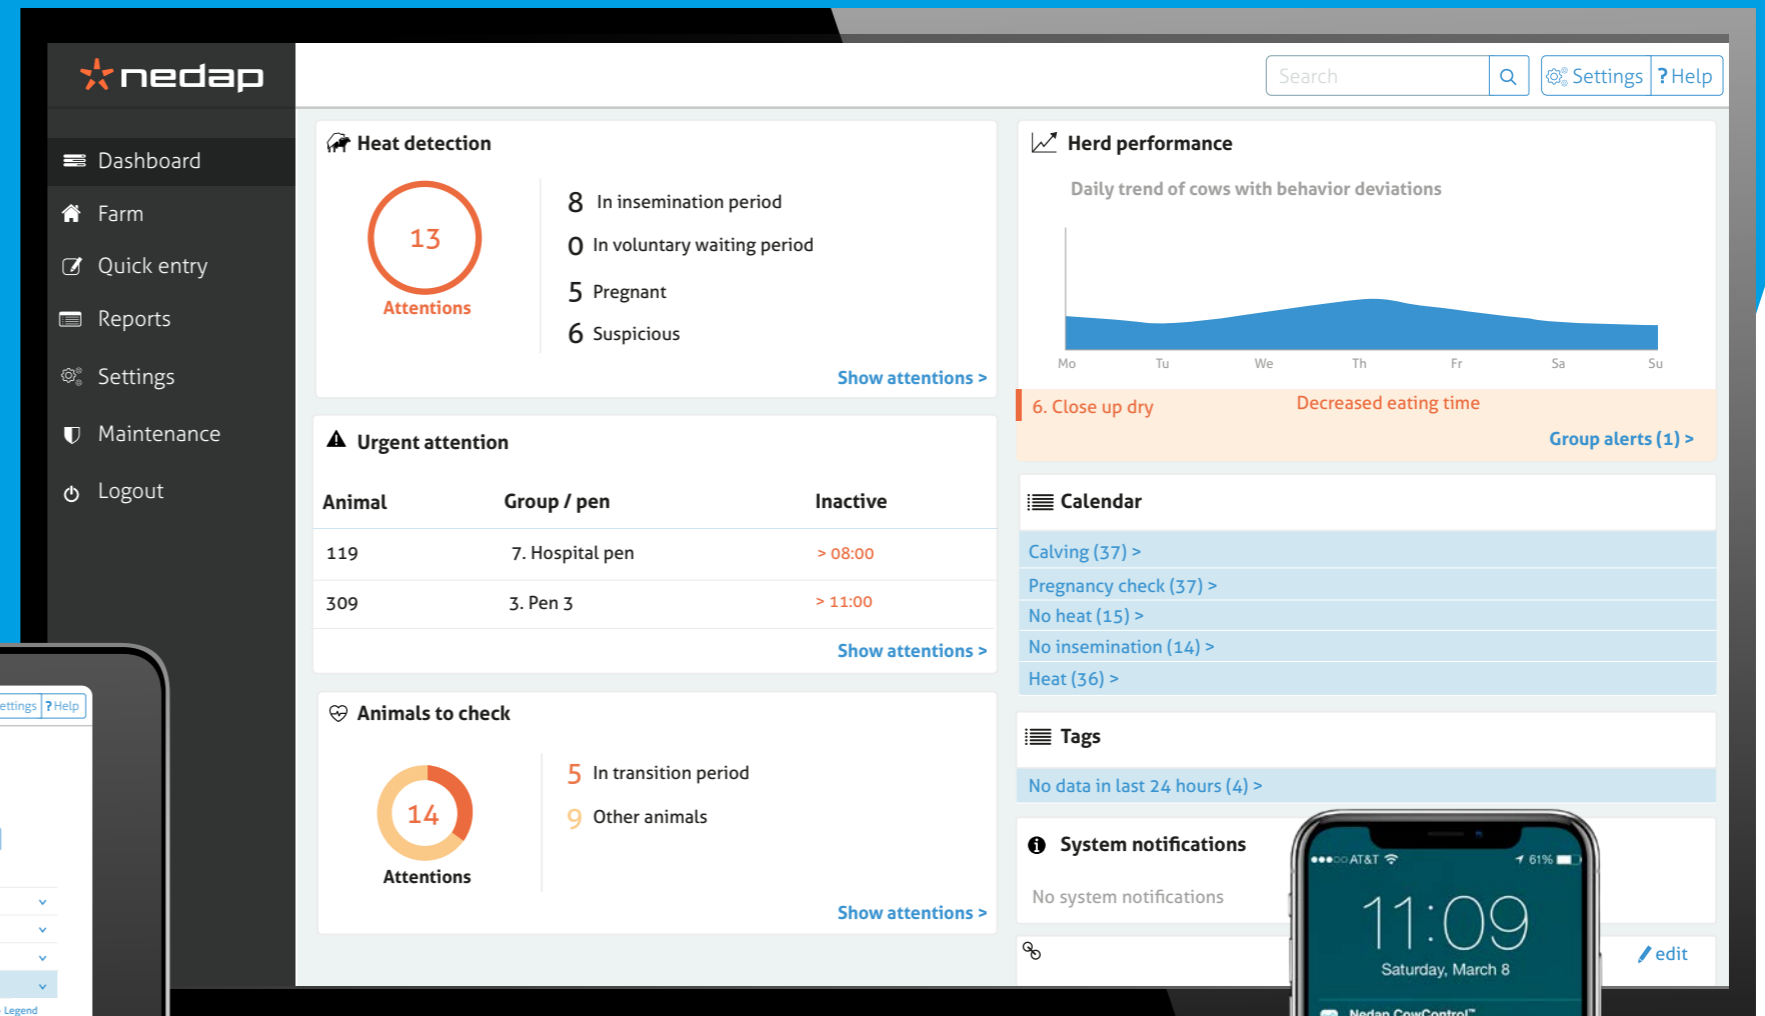 nedap
Search
Settings
? Help
Dashboard
Farm
Quick entry
Reports
Settings
Maintenance
Logout
Heat detection
13
Attentions
8 In insemination period
0 In voluntary waiting period
5 Pregnant
6 Suspicious
Show attentions >
Urgent attention
Animal Group / pen Inactive
119 7. Hospital pen > 08:00
309 3. Pen 3 > 11:00
Show attentions >
Animals to check
14
Attentions
5 In transition period
9 Other animals
Show attentions >
Herd performance
Daily trend of cows with behavior deviations
Mo Tu We Th Fr Sa Su
6. Close up dry Decreased eating time
Group alerts (1) >
Calendar
Calving (37) >
Pregnancy check (37) >
No heat (15) >
No insemination (14) >
Heat (36) >
Tags
No data in last 24 hours (4) >
System notifications
No system notifications
edit
ettings ? Help
Legend
AT&T 61%
11:09
Saturday, March 8
Nedap CowControl™